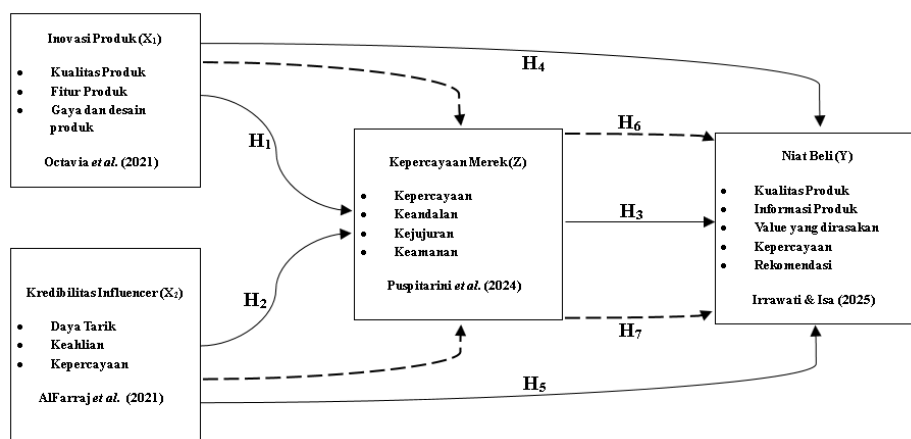 Inovasi Produk (X₁)
• Kualitas Produk
• Fitur Produk
• Gaya dan desain
produk
Octavia et al. (2021)
Kredibilitas Influencer (X₂)
• Daya Tarik
• Keahlian
• Kepercayaan
AlFarraj et al. (2021)
H₁
H₂
Kepercayaan Merek (Z)
• Kepercayaan
• Keandalan
• Kejujuran
• Keamanan
Puspitarini et al. (2024)
H₄
H₆
H₃
H₇
H₅
Niat Beli (Y)
• Kualitas Produk
• Informasi Produk
• Value yang dirasakan
• Kepercayaan
• Rekomendasi
Irrawati & Isa (2025)